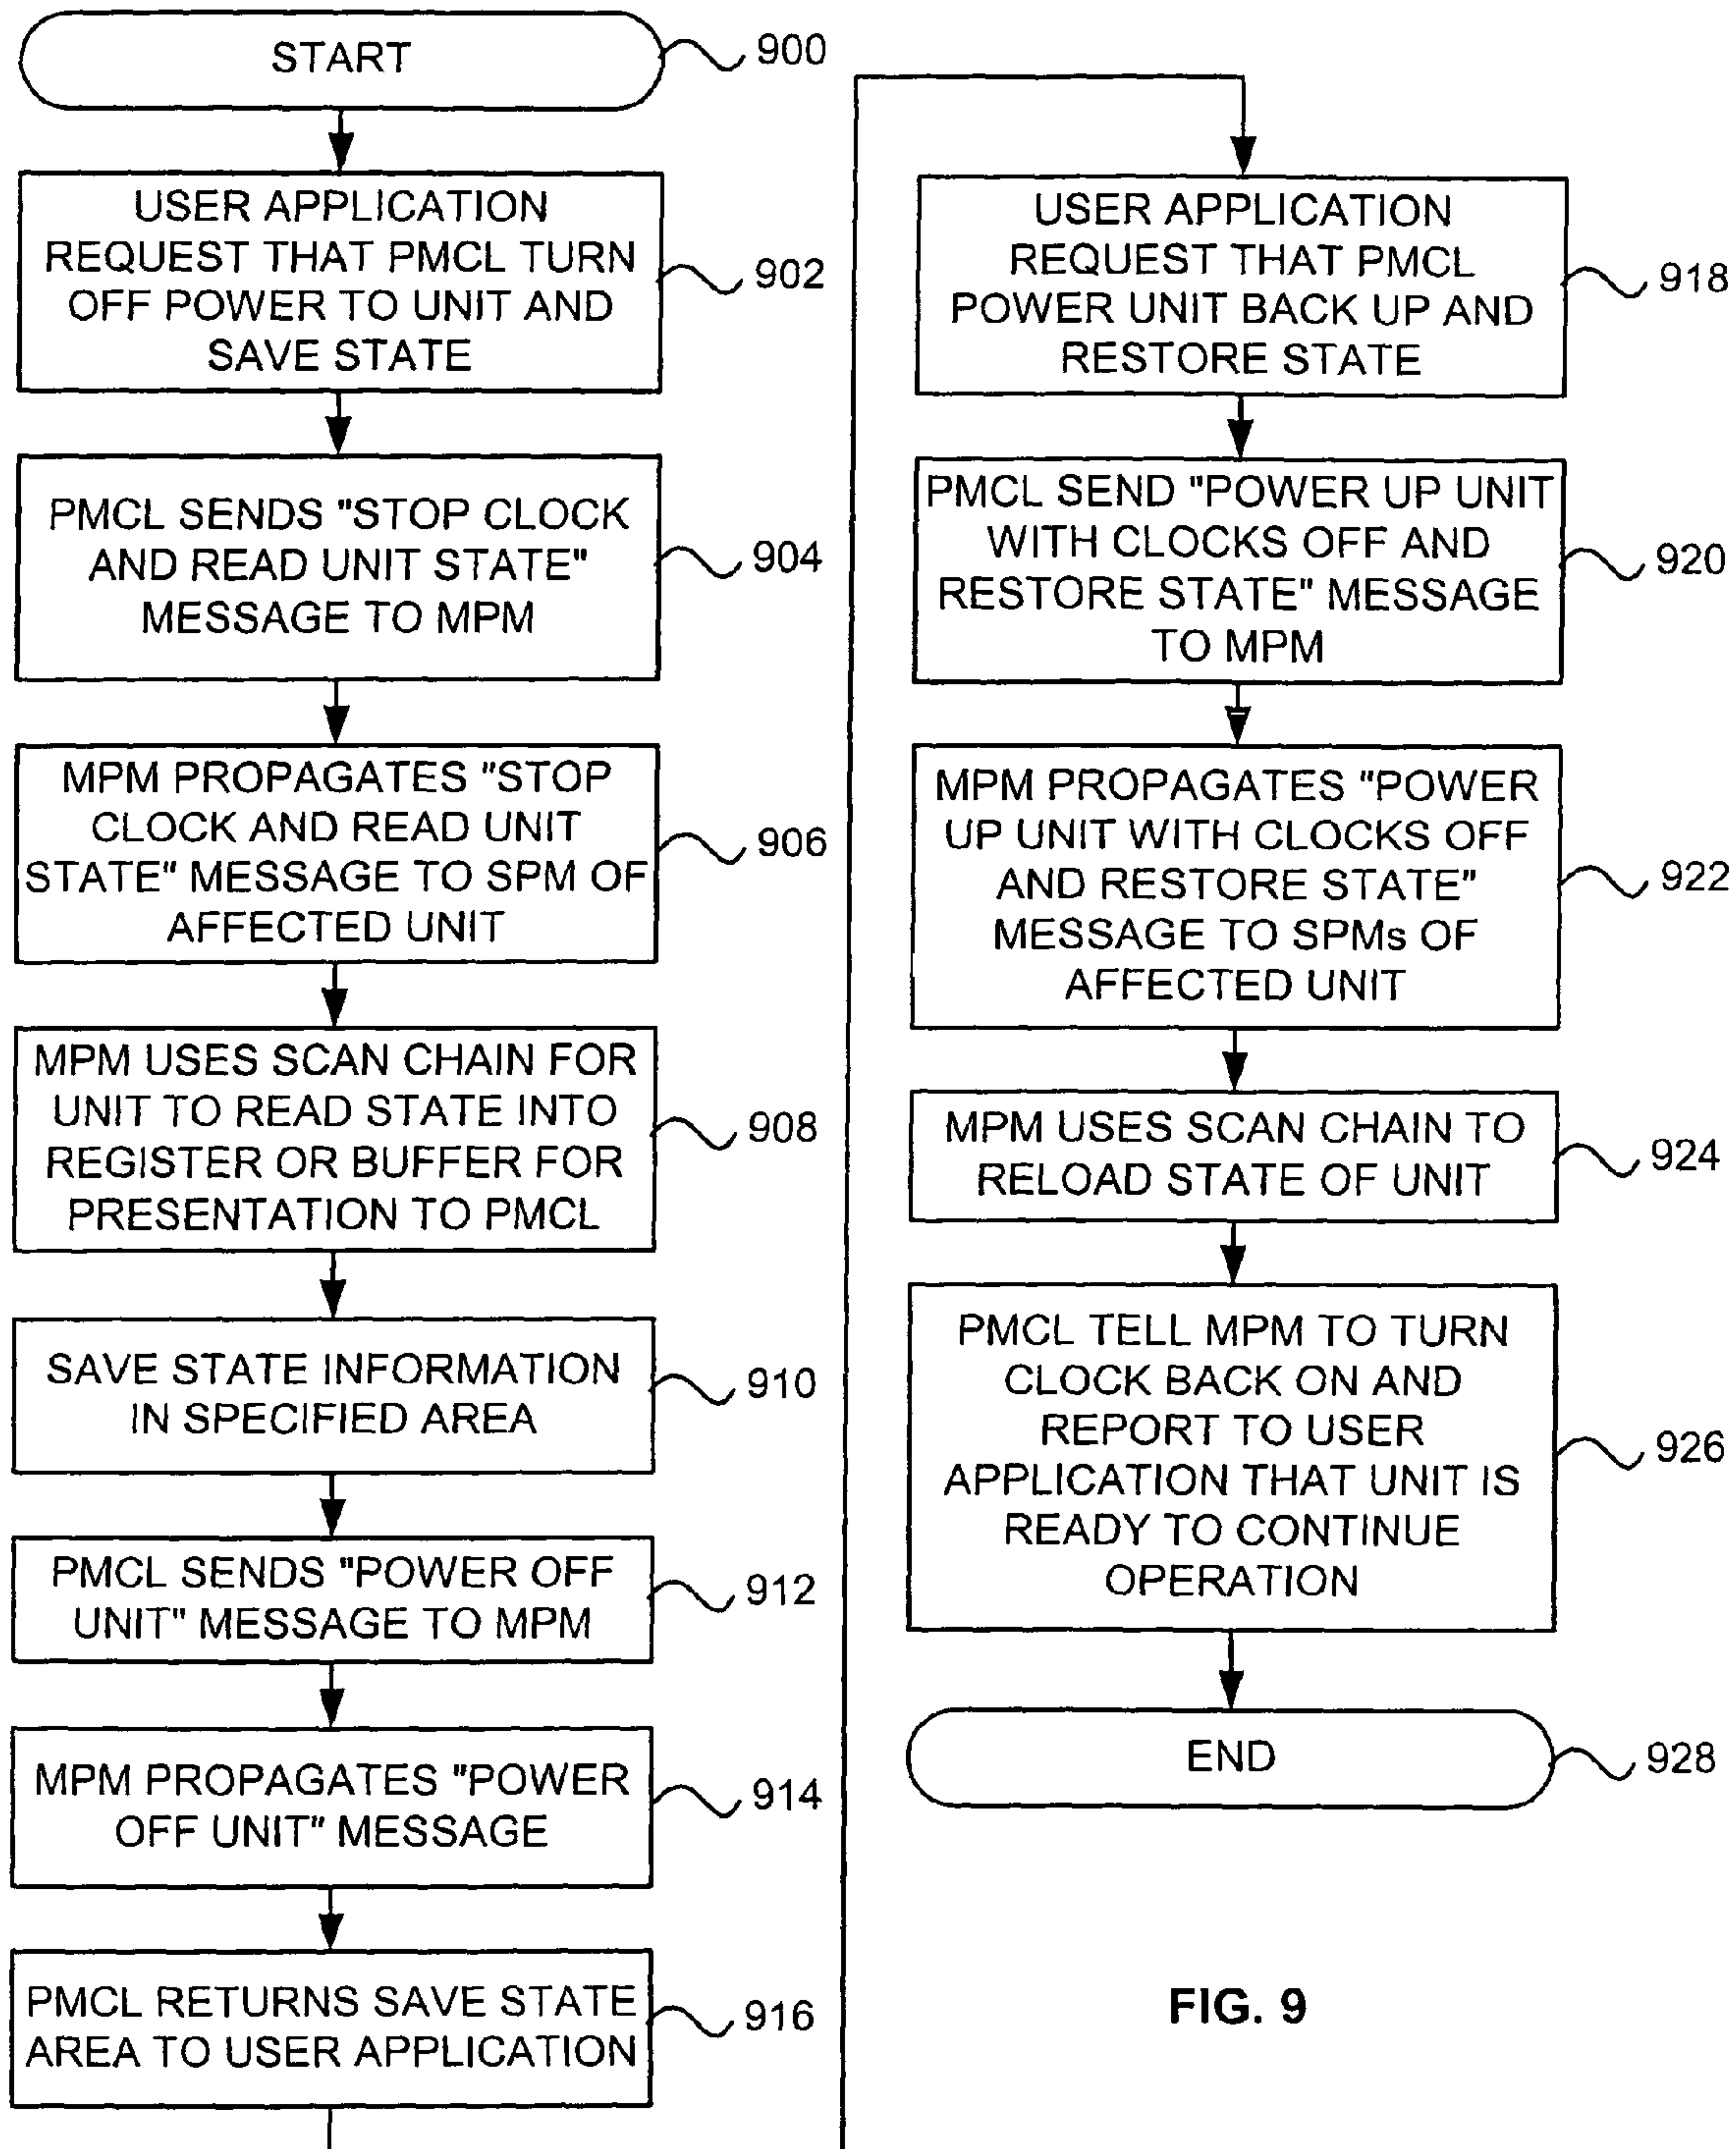 START
900
USER APPLICATION
REQUEST THAT PMCL TURN
OFF POWER TO UNIT AND
SAVE STATE
902
PMCL SENDS "STOP CLOCK
AND READ UNIT STATE"
MESSAGE TO MPM
904
MPM PROPAGATES "STOP
CLOCK AND READ UNIT
STATE" MESSAGE TO SPM OF
AFFECTED UNIT
906
MPM USES SCAN CHAIN FOR
UNIT TO READ STATE INTO
REGISTER OR BUFFER FOR
PRESENTATION TO PMCL
908
SAVE STATE INFORMATION
IN SPECIFIED AREA
910
PMCL SENDS "POWER OFF
UNIT" MESSAGE TO MPM
912
MPM PROPAGATES "POWER
OFF UNIT" MESSAGE
914
PMCL RETURNS SAVE STATE
AREA TO USER APPLICATION
916
USER APPLICATION
REQUEST THAT PMCL
POWER UNIT BACK UP AND
RESTORE STATE
918
PMCL SEND "POWER UP UNIT
WITH CLOCKS OFF AND
RESTORE STATE" MESSAGE
TO MPM
920
MPM PROPAGATES "POWER
UP UNIT WITH CLOCKS OFF
AND RESTORE STATE"
MESSAGE TO SPMs OF
AFFECTED UNIT
922
MPM USES SCAN CHAIN TO
RELOAD STATE OF UNIT
924
PMCL TELL MPM TO TURN
CLOCK BACK ON AND
REPORT TO USER
APPLICATION THAT UNIT IS
READY TO CONTINUE
OPERATION
926
END
928
FIG. 9